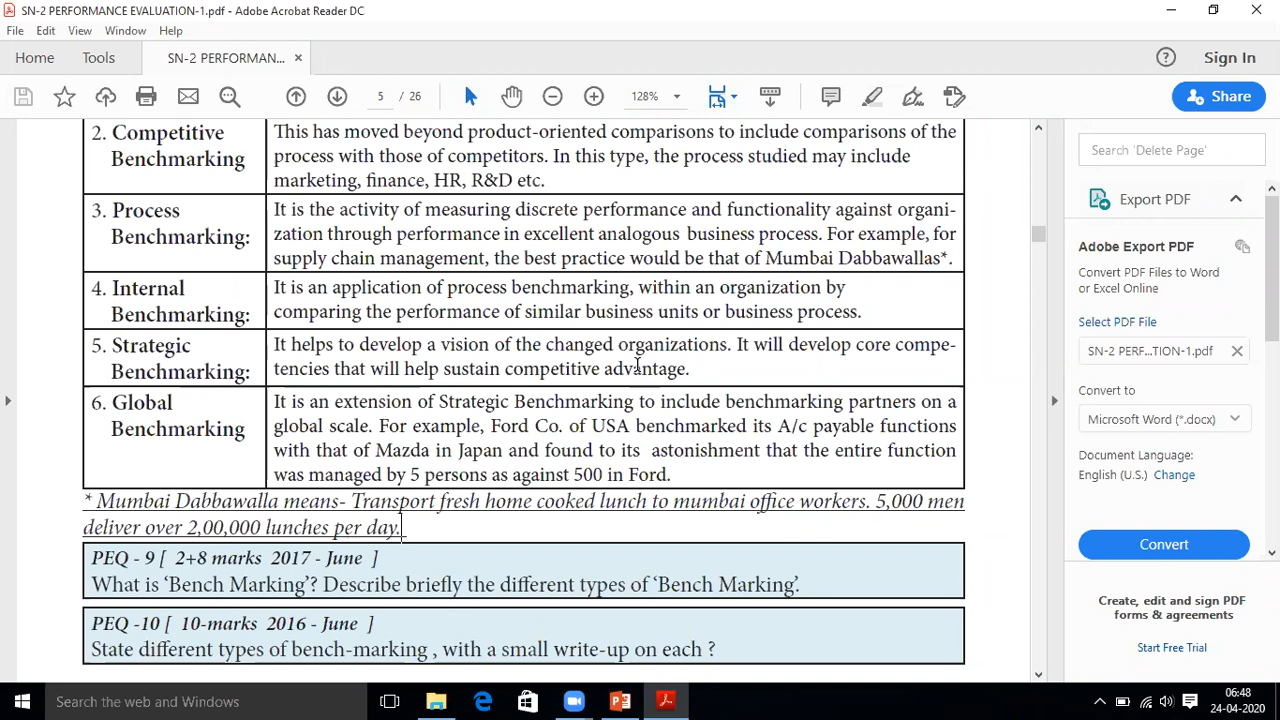 SN-2 PERFORMANCE EVALUATION-1.pdf - Adobe Acrobat Reader DC
File Edit View Window Help
Home Tools SN-2 PERFORMAN... × Sign In
5 / 26 128% Share
2. Competitive Benchmarking
This has moved beyond product-oriented comparisons to include comparisons of the
process with those of competitors. In this type, the process studied may include
marketing, finance, HR, R&D etc.
3. Process
Benchmarking:
It is the activity of measuring discrete performance and functionality against organi-
zation through performance in excellent analogous business process. For example, for
supply chain management, the best practice would be that of Mumbai Dabbawallas*.
4. Internal
Benchmarking:
It is an application of process benchmarking, within an organization by
comparing the performance of similar business units or business process.
5. Strategic
Benchmarking:
It helps to develop a vision of the changed organizations. It will develop core compe-
tencies that will help sustain competitive advantage.
6. Global
Benchmarking
It is an extension of Strategic Benchmarking to include benchmarking partners on a
global scale. For example, Ford Co. of USA benchmarked its A/c payable functions
with that of Mazda in Japan and found to its astonishment that the entire function
was managed by 5 persons as against 500 in Ford.
* Mumbai Dabbawalla means- Transport fresh home cooked lunch to mumbai office workers. 5,000 men
deliver over 2,00,000 lunches per day.
PEQ - 9 [ 2+8 marks 2017 - June ]
What is ‘Bench Marking’? Describe briefly the different types of ‘Bench Marking’.
PEQ -10 [ 10-marks 2016 - June ]
State different types of bench-marking , with a small write-up on each ?
Search 'Delete Page'
Export PDF
Adobe Export PDF
Convert PDF Files to Word
or Excel Online
Select PDF File
SN-2 PERF...TION-1.pdf
Convert to
Microsoft Word (*.docx)
Document Language:
English (U.S.) Change
Convert
Create, edit and sign PDF
forms & agreements
Start Free Trial
Search the web and Windows
06:48
24-04-2020